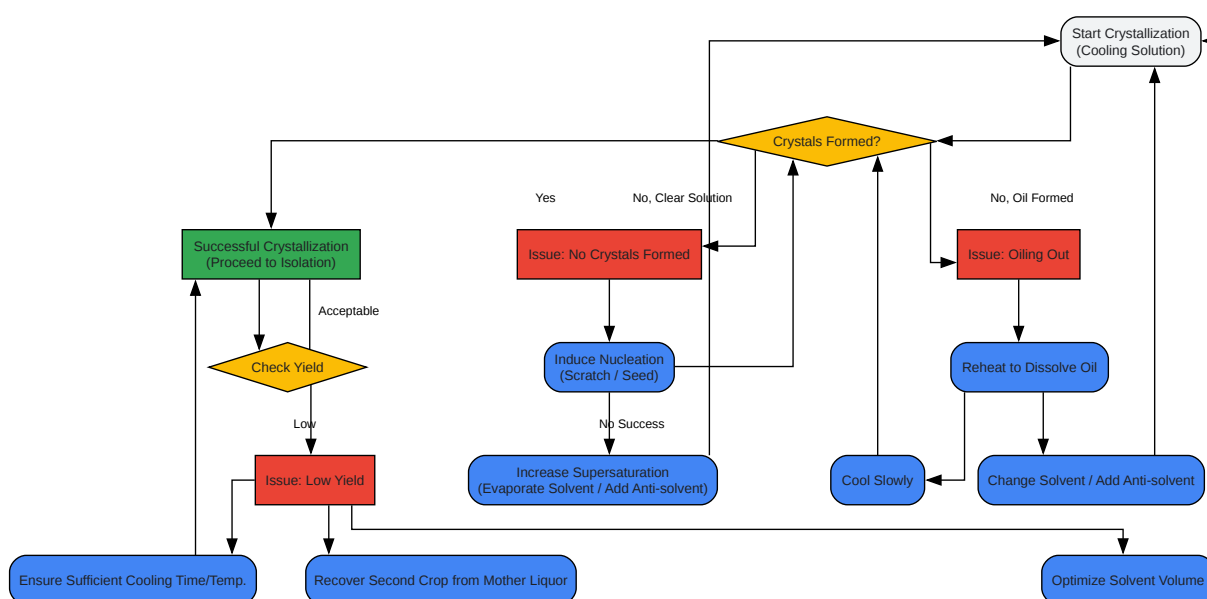 Start Crystallization
(Cooling Solution)
Crystals Formed?
Yes
No, Clear Solution
No, Oil Formed
Successful Crystallization
(Proceed to Isolation)
Issue: No Crystals Formed
Issue: Oiling Out
Acceptable
Check Yield
Induce Nucleation
(Scratch / Seed)
Reheat to Dissolve Oil
Low
No Success
Issue: Low Yield
Increase Supersaturation
(Evaporate Solvent / Add Anti-solvent)
Cool Slowly
Change Solvent / Add Anti-solvent
Ensure Sufficient Cooling Time/Temp.
Recover Second Crop from Mother Liquor
Optimize Solvent Volume